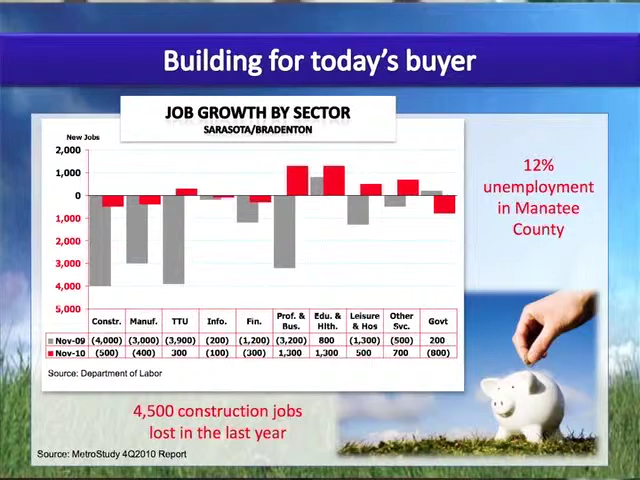 Building for today's buyer
JOB GROWTH BY SECTOR
SARASOTA/BRADENTON
New Jobs
2,000
1,000
0
1,000
2,000
3,000
4,000
5,000
Constr. Manuf. TTU Info. Fin. Prof. & Bus. Edu. & Hlth. Leisure & Hos Other Svc. Govt
Nov-09 (4,000) (3,000) (3,900) (200) (1,200) (3,200) 800 (1,300) (500) 200
Nov-10 (500) (400) 300 (100) (300) 1,300 1,300 500 700 (800)
Source: Department of Labor
12%
unemployment
in Manatee
County
4,500 construction jobs
lost in the last year
Source: MetroStudy 4Q2010 Report